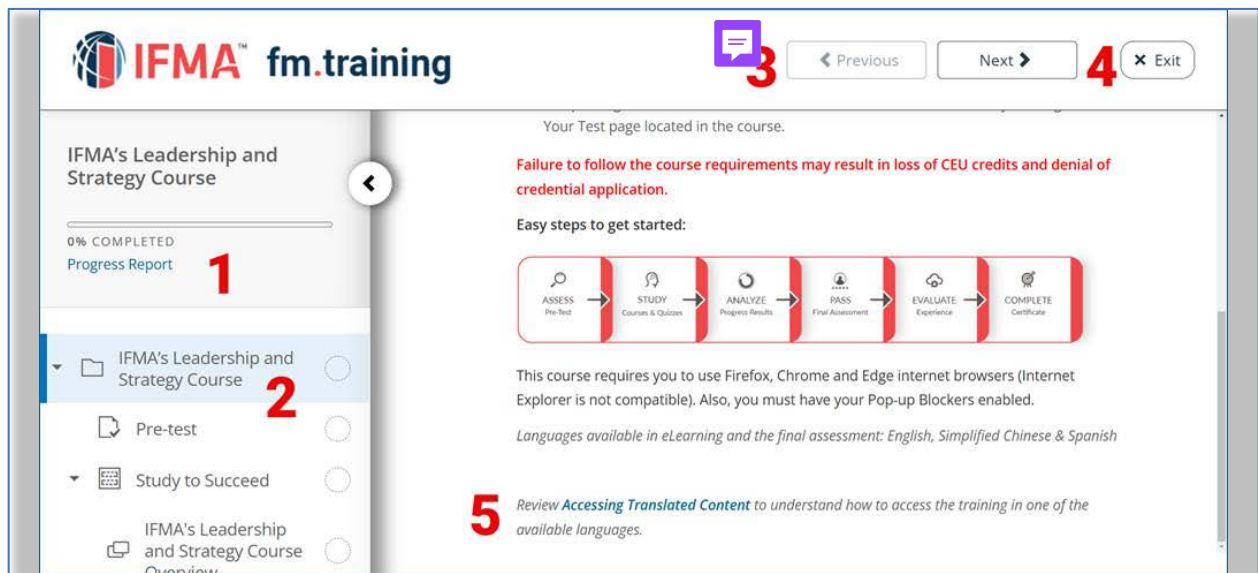 IFMA™ fm.training
3
Previous
Next
4
Exit
IFMA's Leadership and
Strategy Course
0% COMPLETED
Progress Report
1
IFMA's Leadership and
Strategy Course
2
Pre-test
Study to Succeed
IFMA's Leadership
and Strategy Course
Overview
Your Test page located in the course.
Failure to follow the course requirements may result in loss of CEU credits and denial of
credential application.
Easy steps to get started:
ASSESS
Pre-Test
STUDY
Courses & Quizzes
ANALYZE
Progress Results
PASS
Final Assessment
EVALUATE
Experience
COMPLETE
Certificate
This course requires you to use Firefox, Chrome and Edge internet browsers (Internet
Explorer is not compatible). Also, you must have your Pop-up Blockers enabled.
Languages available in eLearning and the final assessment: English, Simplified Chinese & Spanish
5
Review Accessing Translated Content to understand how to access the training in one of the
available languages.